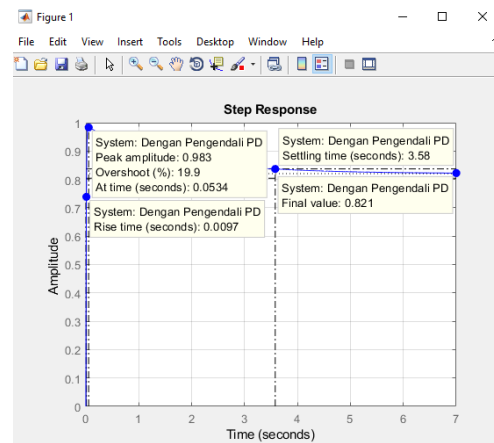 Figure 1
File Edit View Insert Tools Desktop Window Help
Step Response
System: Dengan Pengendali PD
Peak amplitude: 0.983
Overshoot (%): 19.9
At time (seconds): 0.0534
System: Dengan Pengendali PD
Settling time (seconds): 3.58
System: Dengan Pengendali PD
Rise time (seconds): 0.0097
System: Dengan Pengendali PD
Final value: 0.821
Amplitude
1
0.9
0.8
0.7
0.6
0.5
0.4
0.3
0.2
0.1
0
0 1 2 3 4 5 6 7
Time (seconds)